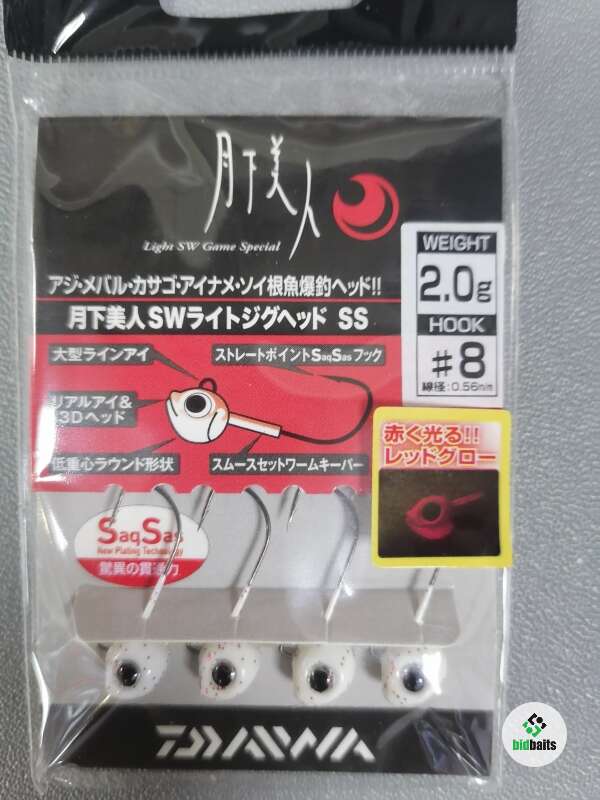 月下美人
Light SW Game Special
アジ・メバル・カサゴ・アイナメ・ソイ根魚爆釣ヘッド!!
月下美人SWライトジグヘッド SS
WEIGHT
2.0g
HOOK
#8
線径:0.56mm
大型ラインアイ
ストレートポイントSaqSasフック
リアルアイ&
3Dヘッド
低重心ラウンド形状
スムースセットワームキーパー
赤く光る!!
レッドグロー
SaqSas
New Plating Technology
驚異の貫通力
DAIWA
bidbaits